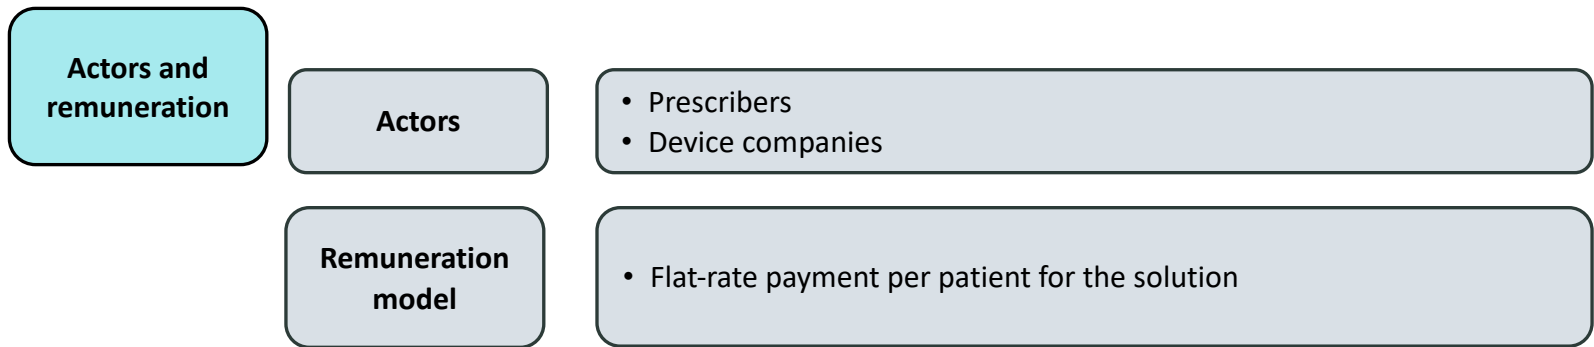 Actors and
remuneration
Actors
• Prescribers
• Device companies
Remuneration
model
• Flat-rate payment per patient for the solution